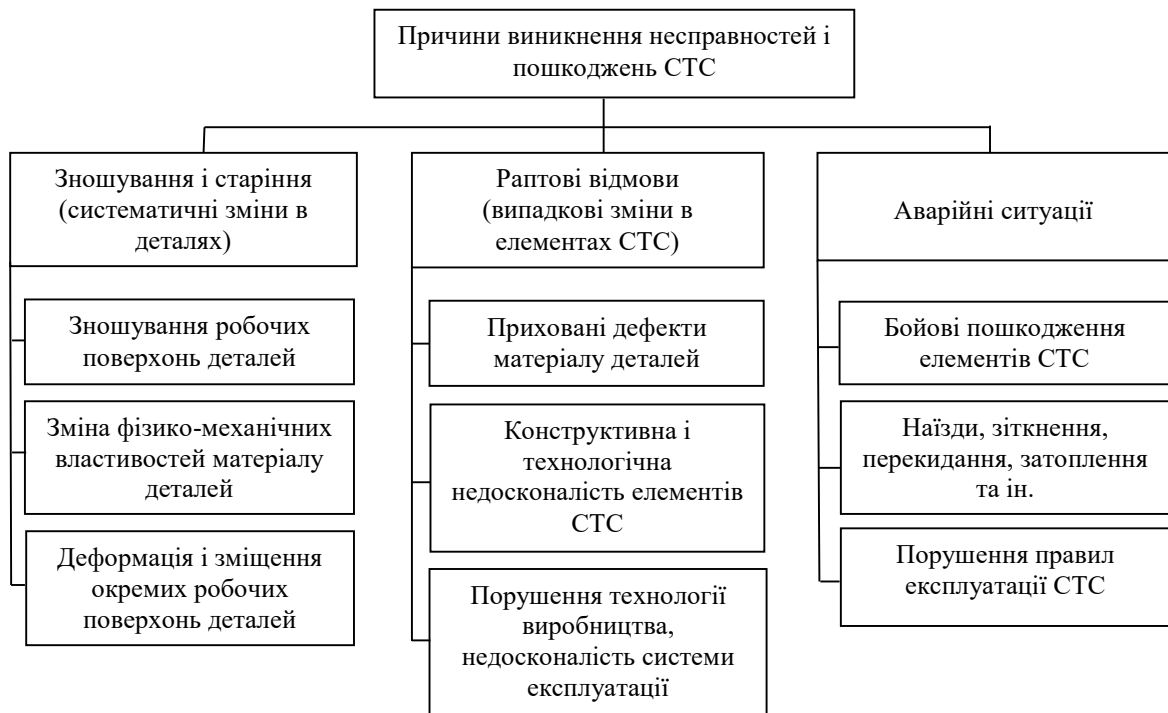 Причини виникнення несправностей і
пошкоджень СТС
Зношування і старіння
(систематичні зміни в
деталях)
Зношування робочих
поверхонь деталей
Зміна фізико-механічних
властивостей матеріалу
деталей
Деформація і зміщення
окремих робочих
поверхонь деталей
Раптові відмови
(випадкові зміни в
елементах СТС)
Приховані дефекти
матеріалу деталей
Конструктивна і
технологічна
недосконалість елементів
СТС
Порушення технології
виробництва,
недосконалість системи
експлуатації
Аварійні ситуації
Бойові пошкодження
елементів СТС
Наїзди, зіткнення,
перекидання, затоплення
та ін.
Порушення правил
експлуатації СТС